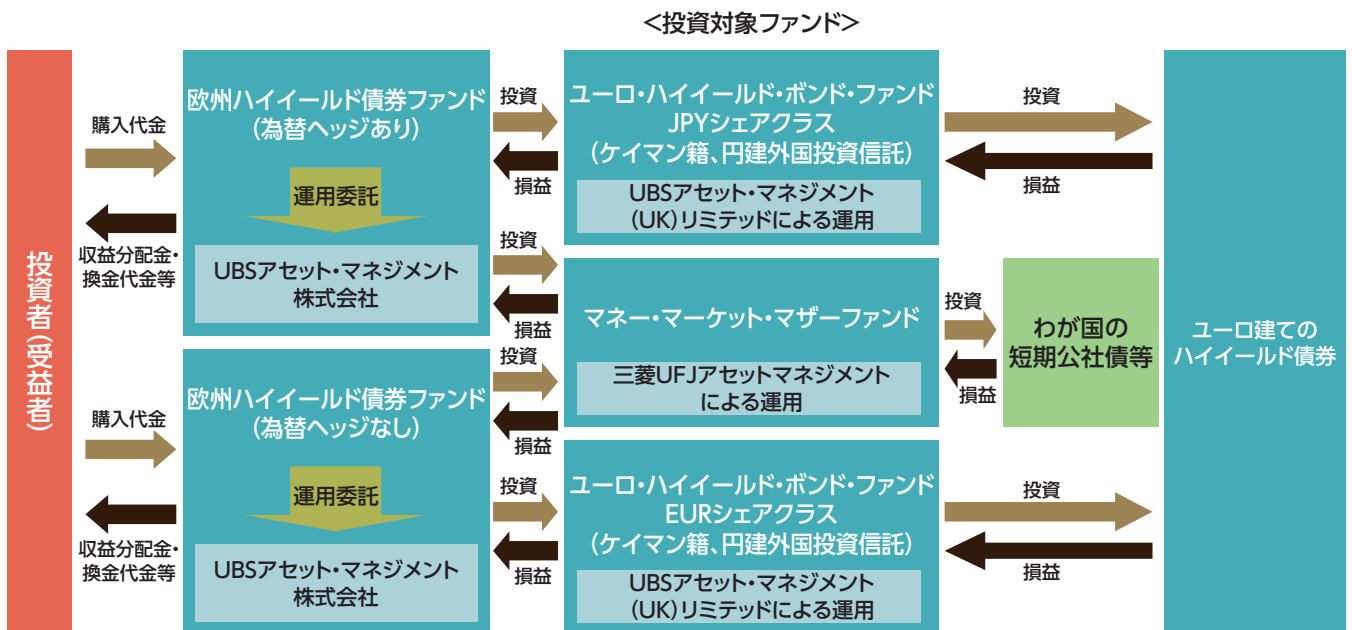 <投資対象ファンド>
投資者(受益者)
購入代金
収益分配金・
換金代金等
欧州ハイイールド債券ファンド
(為替ヘッジあり)
運用委託
UBSアセット・マネジメント
株式会社
投資
損益
ユーロ・ハイイールド・ボンド・ファンド
JPYシェアクラス
(ケイマン籍、円建外国投資信託)
UBSアセット・マネジメント
(UK)リミテッドによる運用
投資
損益
投資
損益
マネー・マーケット・マザーファンド
三菱UFJアセットマネジメント
による運用
投資
損益
わが国の
短期公社債等
ユーロ建ての
ハイイールド債券
購入代金
収益分配金・
換金代金等
欧州ハイイールド債券ファンド
(為替ヘッジなし)
運用委託
UBSアセット・マネジメント
株式会社
投資
損益
投資
損益
ユーロ・ハイイールド・ボンド・ファンド
EURシェアクラス
(ケイマン籍、円建外国投資信託)
UBSアセット・マネジメント
(UK)リミテッドによる運用
投資
損益